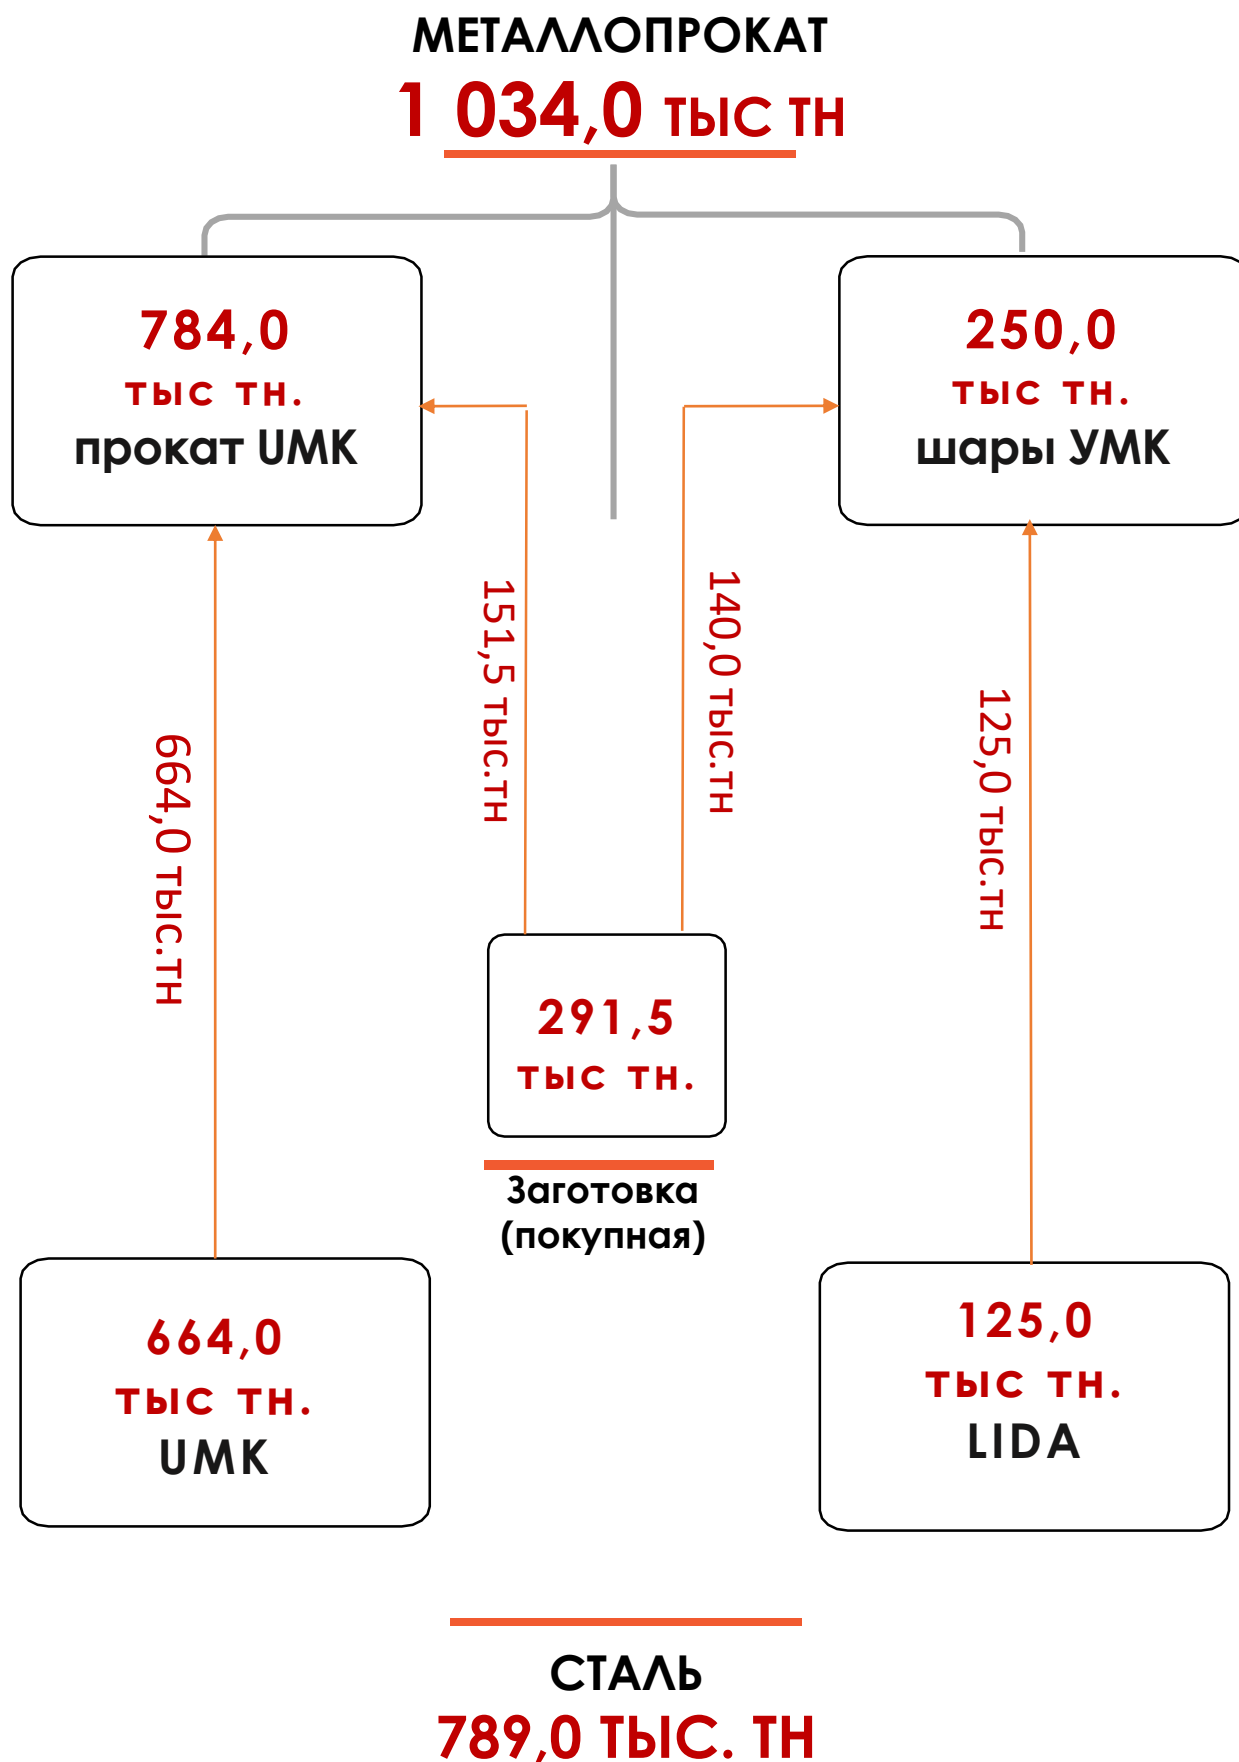 МЕТАЛЛОПРОКАТ
1 034,0 ТЫС ТН
784,0
тыс тн.
прокат UMK
250,0
тыс тн.
шары УМК
151,5 тыс.тн
140,0 тыс.тн
664,0 тыс.тн
125,0 тыс.тн
291,5
тыс тн.
Заготовка
(покупная)
664,0
тыс тн.
UMK
125,0
тыс тн.
LIDA
СТАЛЬ
789,0 ТЫС. ТН